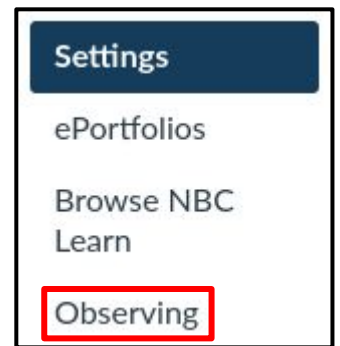 Settings
ePortfolios
Browse NBC
Learn
Observing